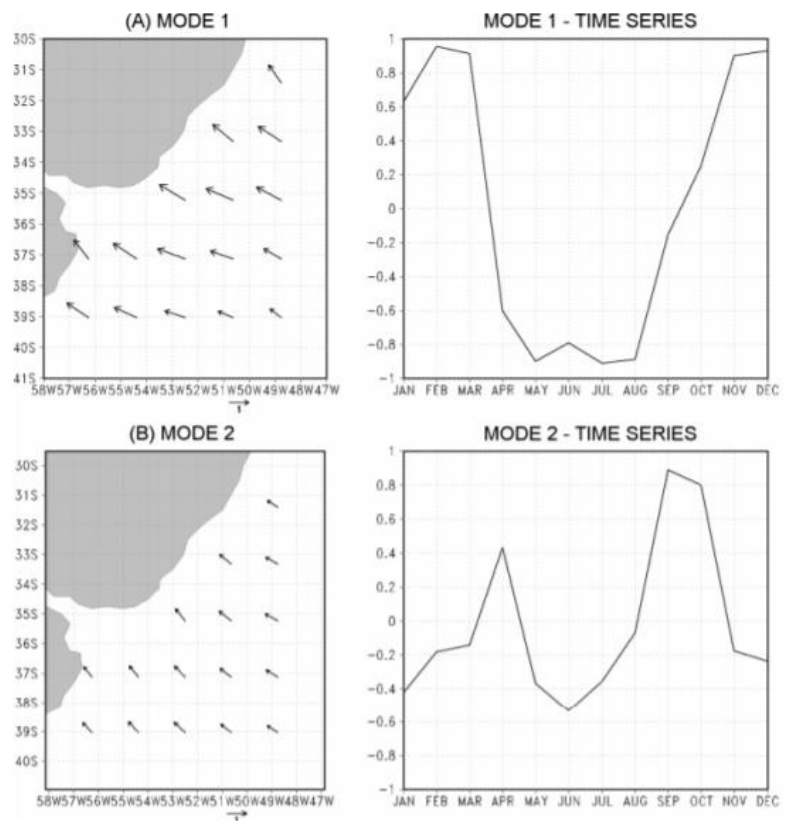 (A) MODE 1
MODE 1 - TIME SERIES
30S
31S
32S
33S
34S
35S
36S
37S
38S
39S
40S
41S
58W57W56W55W54W53W52W51W50W49W48W47W
1
1
0.8
0.6
0.4
0.2
0
-0.2
-0.4
-0.6
-0.8
-1
JAN FEB MAR APR MAY JUN JUL AUG SEP OCT NOV DEC
(B) MODE 2
MODE 2 - TIME SERIES
30S
31S
32S
33S
34S
35S
36S
37S
38S
39S
40S
58W57W56W55W54W53W52W51W50W49W48W47W
1
1
0.8
0.6
0.4
0.2
0
-0.2
-0.4
-0.6
-0.8
-1
JAN FEB MAR APR MAY JUN JUL AUG SEP OCT NOV DEC